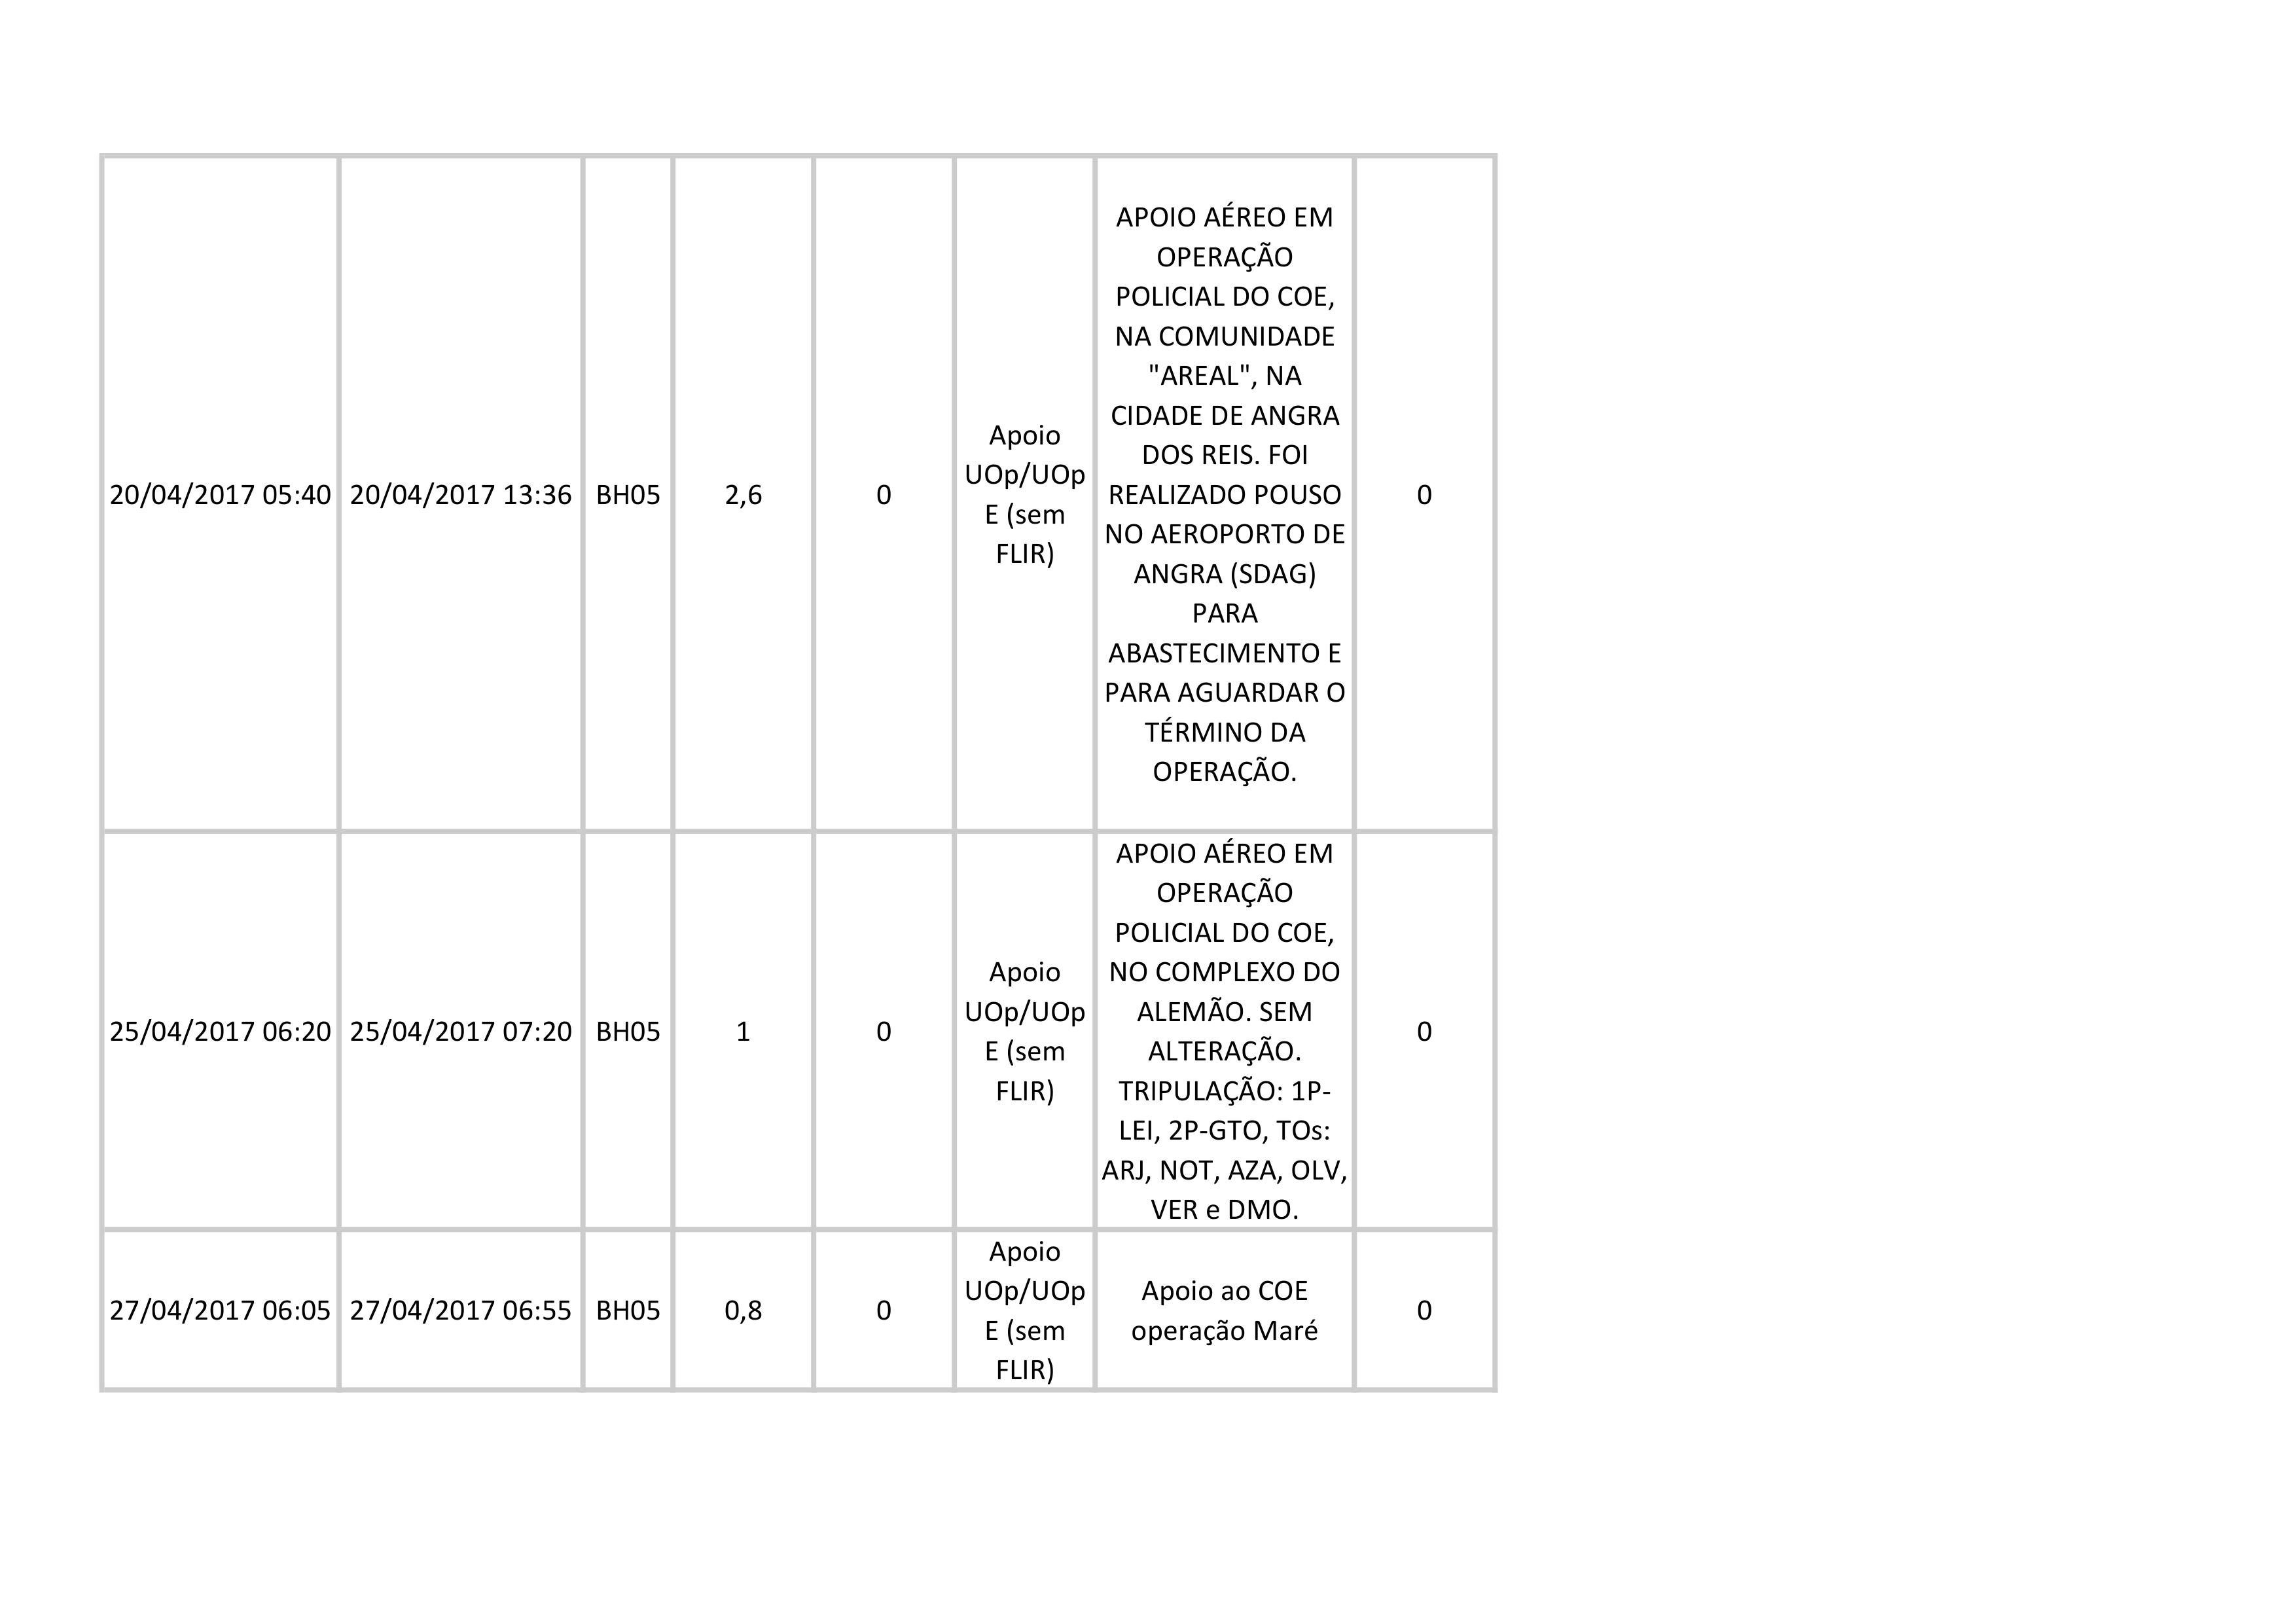 20/04/2017 05:40 20/04/2017 13:36 BH05 2,6 0
Apoio
UOp/UOp
E (sem
FLIR)
APOIO AÉREO EM
OPERAÇÃO
POLICIAL DO COE,
NA COMUNIDADE
"AREAL", NA
CIDADE DE ANGRA
DOS REIS. FOI
REALIZADO POUSO
NO AEROPORTO DE
ANGRA (SDAG)
PARA
ABASTECIMENTO E
PARA AGUARDAR O
TÉRMINO DA
OPERAÇÃO.
0
25/04/2017 06:20 25/04/2017 07:20 BH05 1 0
Apoio
UOp/UOp
E (sem
FLIR)
APOIO AÉREO EM
OPERAÇÃO
POLICIAL DO COE,
NO COMPLEXO DO
ALEMÃO. SEM
ALTERAÇÃO.
TRIPULAÇÃO: 1P-
LEI, 2P-GTO, TOs:
ARJ, NOT, AZA, OLV,
VER e DMO.
0
27/04/2017 06:05 27/04/2017 06:55 BH05 0,8 0
Apoio
UOp/UOp
E (sem
FLIR)
Apoio ao COE
operação Maré
0